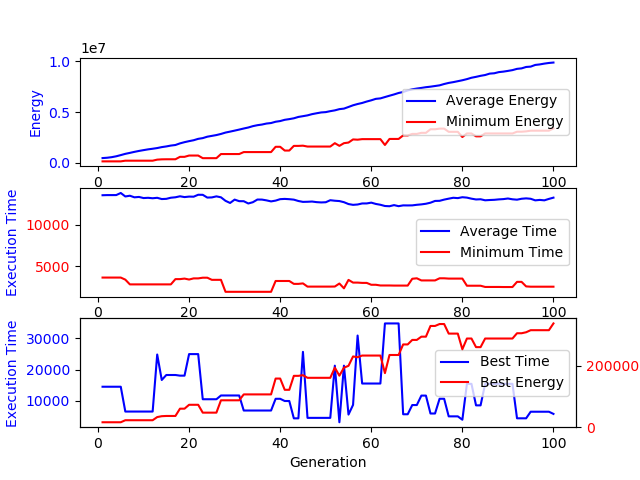 1e7
1.0
0.5
0.0
Energy
Average Energy
Minimum Energy
0 20 40 60 80 100
10000
5000
Execution Time
Average Time
Minimum Time
0 20 40 60 80 100
30000
20000
10000
Execution Time
Best Time
Best Energy
200000
0
0 20 40 60 80 100
Generation